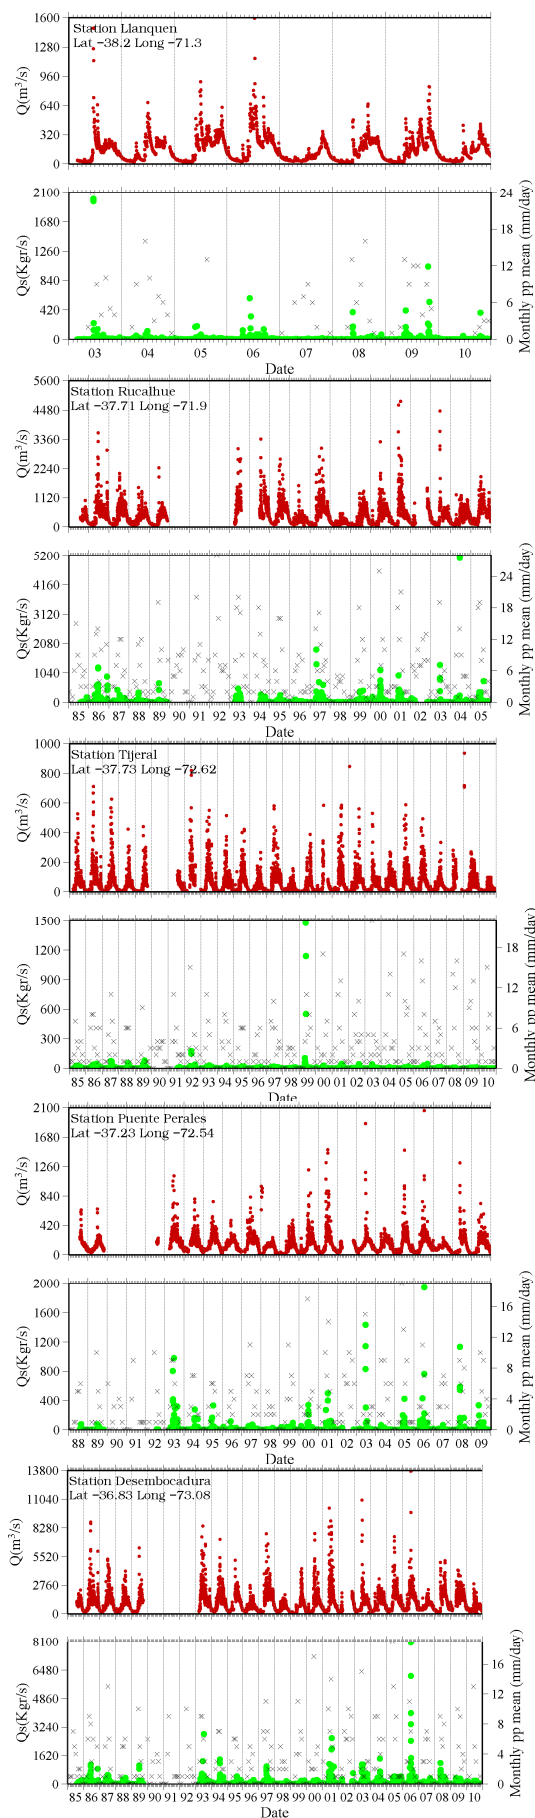 Station Llanquen
Lat −38.2 Long −71.3
Q(m³/s)
1600
1280
960
640
320
0
Qs(Kgr/s)
2100
1680
1260
840
420
0
24
18
12
6
0
Monthly pp mean (mm/day)
03 04 05 06 07 08 09 10
Date
Station Rucalhue
Lat −37.71 Long −71.9
Q(m³/s)
5600
4480
3360
2240
1120
0
Qs(Kgr/s)
5200
4160
3120
2080
1040
0
24
18
12
6
0
Monthly pp mean (mm/day)
85 86 87 88 89 90 91 92 93 94 95 96 97 98 99 00 01 02 03 04 05
Date
Station Tijeral
Lat −37.73 Long −72.62
Q(m³/s)
1000
800
600
400
200
0
Qs(Kgr/s)
1500
1200
900
600
300
0
18
12
6
0
Monthly pp mean (mm/day)
85 86 87 88 89 90 91 92 93 94 95 96 97 98 99 00 01 02 03 04 05 06 07 08 09 10
Date
Station Puente Perales
Lat −37.23 Long −72.54
Q(m³/s)
2100
1680
1260
840
420
0
Qs(Kgr/s)
2000
1600
1200
800
400
0
16
12
8
4
0
Monthly pp mean (mm/day)
88 89 90 91 92 93 94 95 96 97 98 99 00 01 02 03 05 06 07 08 09
Date
Station Desembocadura
Lat −36.83 Long −73.08
Q(m³/s)
13800
11040
8280
5520
2760
0
Qs(Kgr/s)
8100
6480
4860
3240
1620
0
16
12
8
4
0
Monthly pp mean (mm/day)
85 86 87 88 89 90 91 92 93 94 95 96 97 98 99 00 01 02 03 04 05 06 07 08 09 10
Date